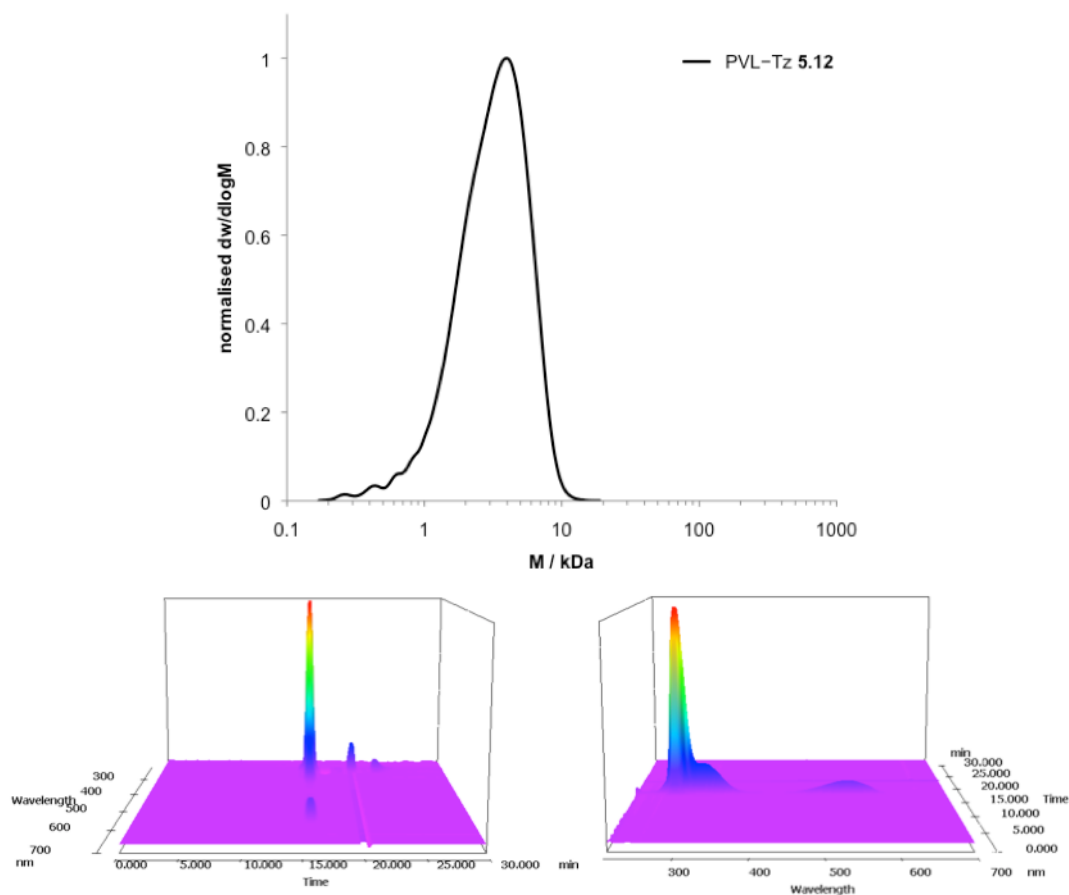 1
0.8
0.6
0.4
0.2
0
normalised dw/dlogM
PVL-Tz 5.12
0.1 1 10 100 1000
M / kDa
300
400
500
600
700
Wavelength
nm
0.000 5.000 10.000 15.000 20.000 25.000 30.000 min
Time
min
30.000
25.000
20.000
15.000
10.000
5.000
0.000
Time
300 400 500 600 700 nm
Wavelength